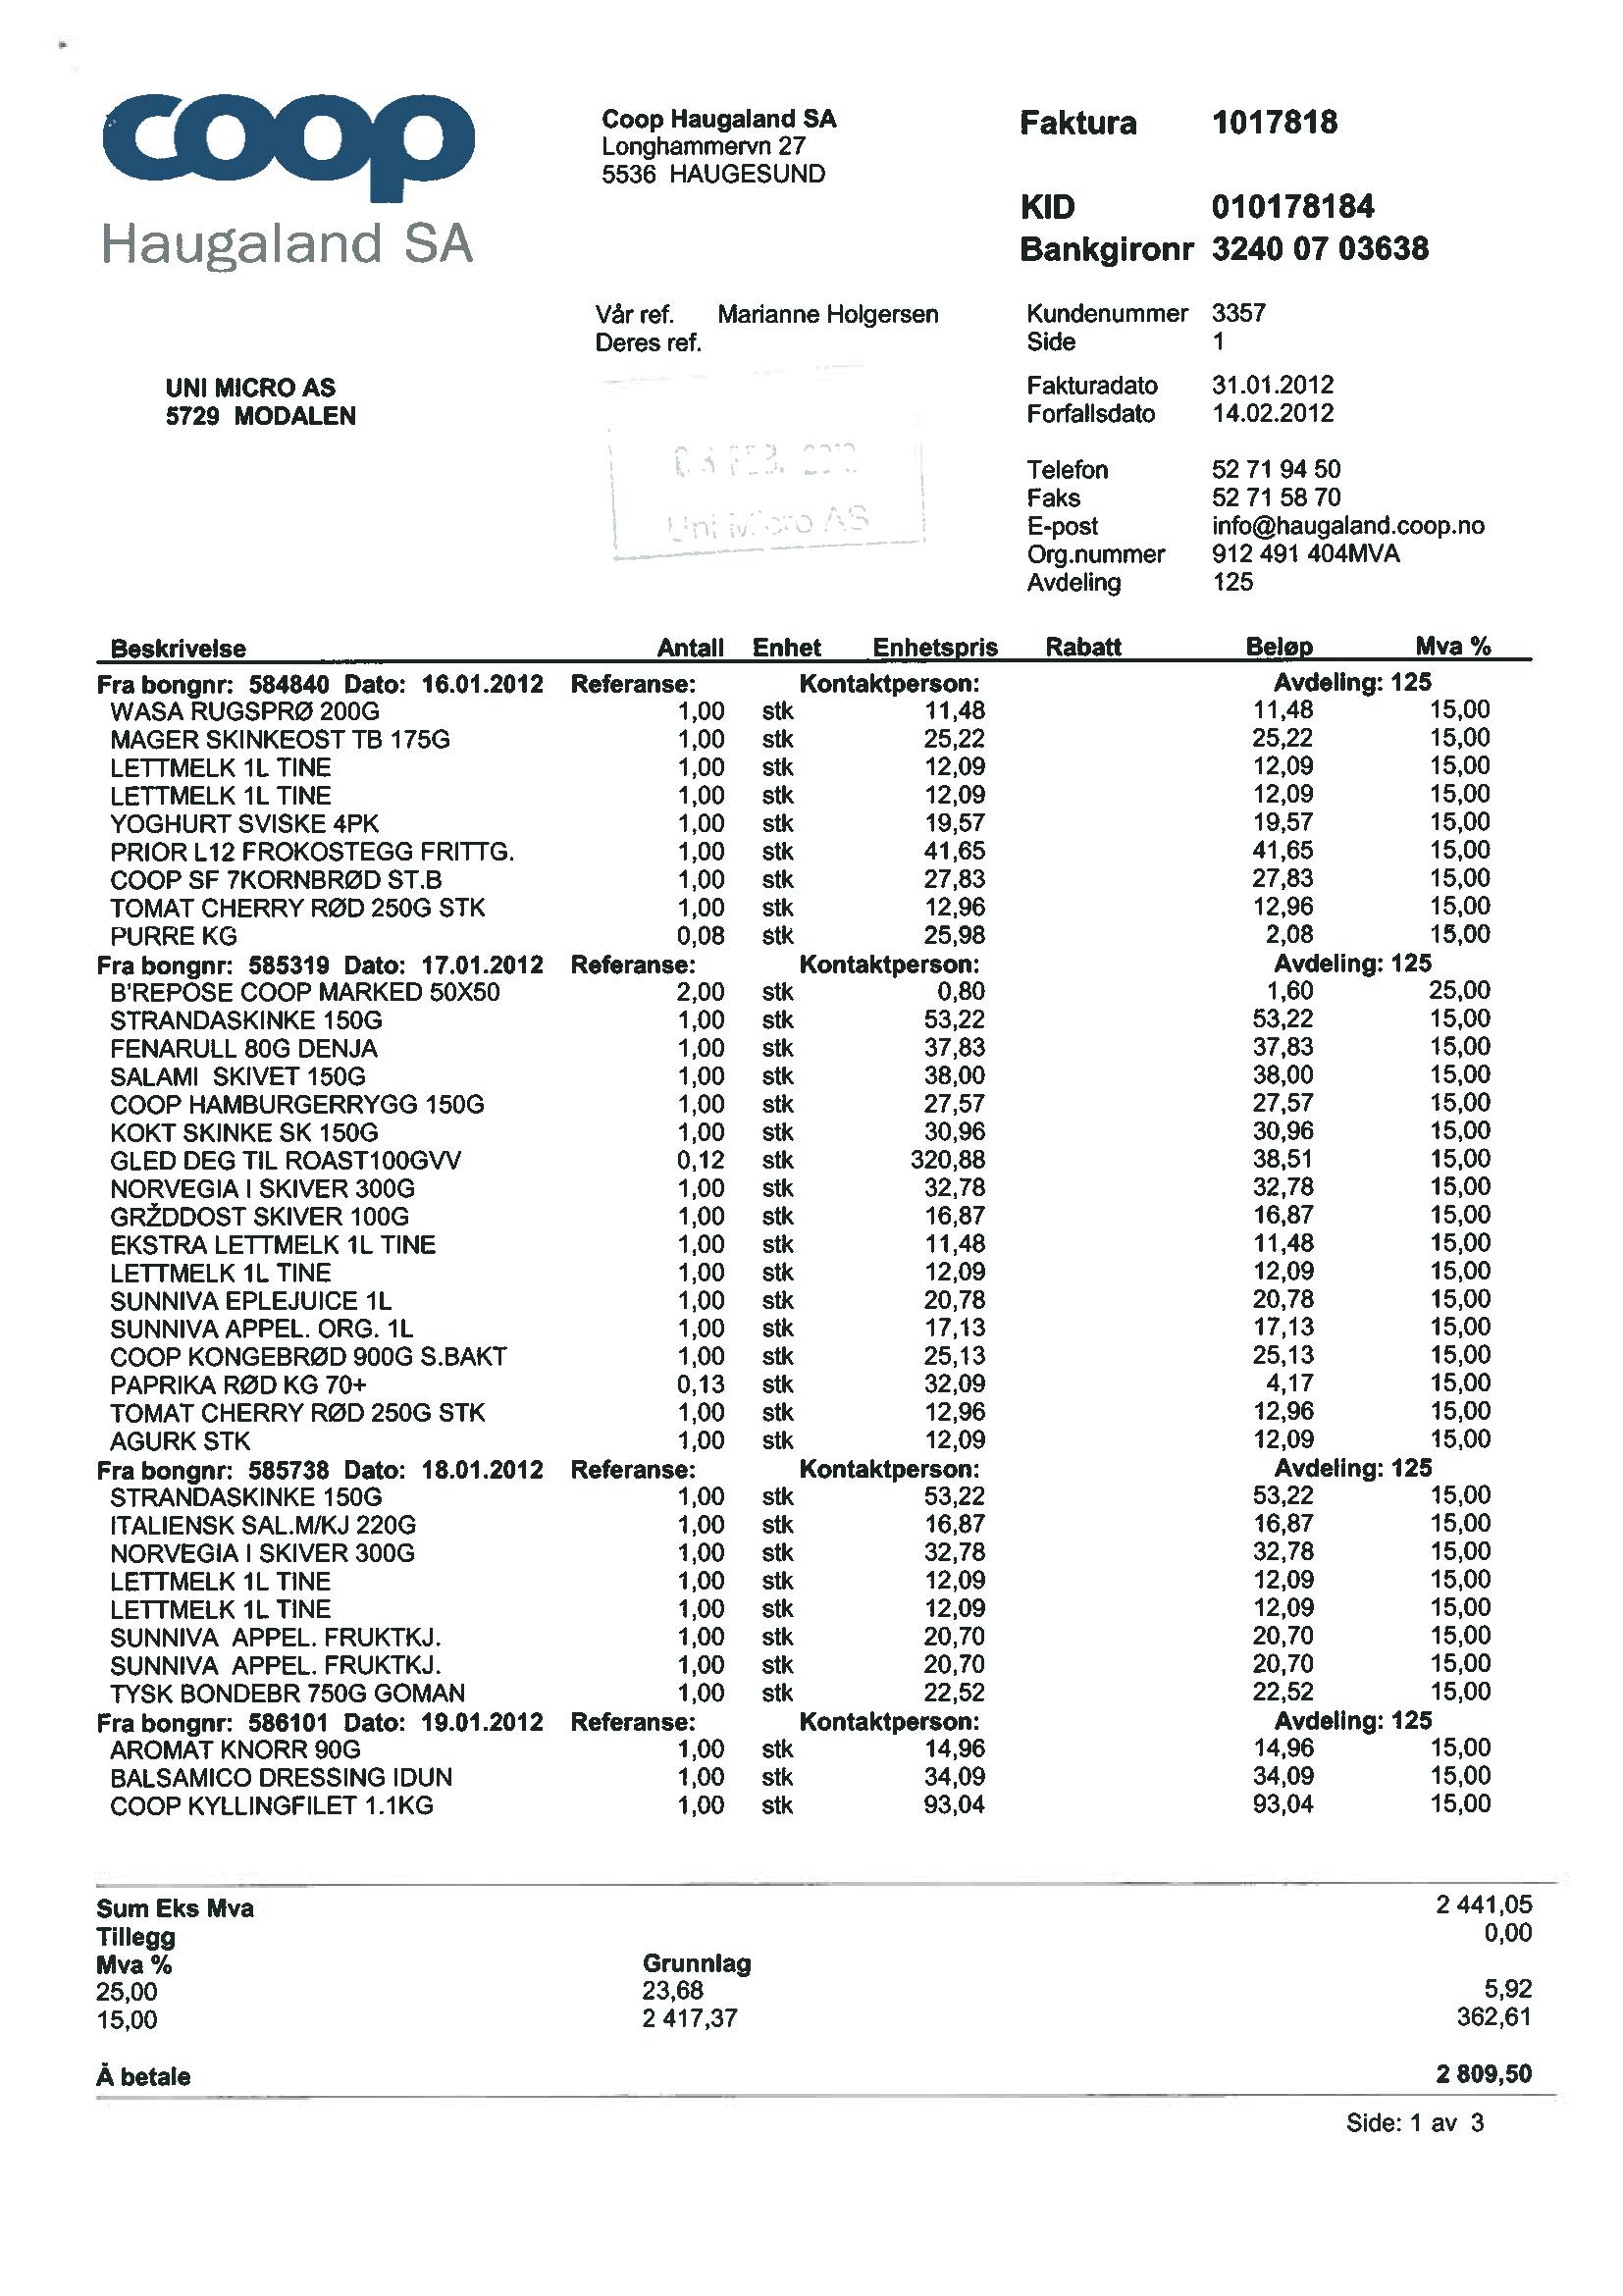 coop
Haugaland SA
Coop Haugaland SA
Longhammervn 27
5536 HAUGESUND
Faktura 1017818
KID 010178184
Bankgironr 3240 07 03638
Vår ref. Marianne Holgersen
Deres ref.
Kundenummer 3357
Side 1
UNI MICRO AS
5729 MODALEN
Fakturadato 31.01.2012
Forfallsdato 14.02.2012
Uni Micro AS
Telefon 52 71 94 50
Faks 52 71 58 70
E-post info@haugaland.coop.no
Org.nummer 912 491 404MVA
Avdeling 125
Beskrivelse Antall Enhet Enhetspris Rabatt Beløp Mva %
Fra bongnr: 584840 Dato: 16.01.2012 Referanse: Kontaktperson: Avdeling: 125
WASA RUGSPRØ 200G 1,00 stk 11,48 11,48 15,00
MAGER SKINKEOST TB 175G 1,00 stk 25,22 25,22 15,00
LETTMELK 1L TINE 1,00 stk 12,09 12,09 15,00
LETTMELK 1L TINE 1,00 stk 12,09 12,09 15,00
YOGHURT SVISKE 4PK 1,00 stk 19,57 19,57 15,00
PRIOR L12 FROKOSTEGG FRITTG. 1,00 stk 41,65 41,65 15,00
COOP SF 7KORNBRØD ST.B 1,00 stk 27,83 27,83 15,00
TOMAT CHERRY RØD 250G STK 1,00 stk 12,96 12,96 15,00
PURRE KG 0,08 stk 25,98 2,08 15,00
Fra bongnr: 585319 Dato: 17.01.2012 Referanse: Kontaktperson: Avdeling: 125
B'REPOSE COOP MARKED 50X50 2,00 stk 0,80 1,60 25,00
STRANDASKINKE 150G 1,00 stk 53,22 53,22 15,00
FENARULL 80G DENJA 1,00 stk 37,83 37,83 15,00
SALAMI SKIVET 150G 1,00 stk 38,00 38,00 15,00
COOP HAMBURGERRYGG 150G 1,00 stk 27,57 27,57 15,00
KOKT SKINKE SK 150G 1,00 stk 30,96 30,96 15,00
GLED DEG TIL ROAST100GVV 0,12 stk 320,88 38,51 15,00
NORVEGIA I SKIVER 300G 1,00 stk 32,78 32,78 15,00
GRŽDDOST SKIVER 100G 1,00 stk 16,87 16,87 15,00
EKSTRA LETTMELK 1L TINE 1,00 stk 11,48 11,48 15,00
LETTMELK 1L TINE 1,00 stk 12,09 12,09 15,00
SUNNIVA EPLEJUICE 1L 1,00 stk 20,78 20,78 15,00
SUNNIVA APPEL. ORG. 1L 1,00 stk 17,13 17,13 15,00
COOP KONGEBRØD 900G S.BAKT 1,00 stk 25,13 25,13 15,00
PAPRIKA RØD KG 70+ 0,13 stk 32,09 4,17 15,00
TOMAT CHERRY RØD 250G STK 1,00 stk 12,96 12,96 15,00
AGURK STK 1,00 stk 12,09 12,09 15,00
Fra bongnr: 585738 Dato: 18.01.2012 Referanse: Kontaktperson: Avdeling: 125
STRANDASKINKE 150G 1,00 stk 53,22 53,22 15,00
ITALIENSK SAL.M/KJ 220G 1,00 stk 16,87 16,87 15,00
NORVEGIA I SKIVER 300G 1,00 stk 32,78 32,78 15,00
LETTMELK 1L TINE 1,00 stk 12,09 12,09 15,00
LETTMELK 1L TINE 1,00 stk 12,09 12,09 15,00
SUNNIVA APPEL. FRUKTKJ. 1,00 stk 20,70 20,70 15,00
SUNNIVA APPEL. FRUKTKJ. 1,00 stk 20,70 20,70 15,00
TYSK BONDEBR 750G GOMAN 1,00 stk 22,52 22,52 15,00
Fra bongnr: 586101 Dato: 19.01.2012 Referanse: Kontaktperson: Avdeling: 125
AROMAT KNORR 90G 1,00 stk 14,96 14,96 15,00
BALSAMICO DRESSING IDUN 1,00 stk 34,09 34,09 15,00
COOP KYLLINGFILET 1.1KG 1,00 stk 93,04 93,04 15,00
Sum Eks Mva 2 441,05
Tillegg 0,00
Mva % Grunnlag
25,00 23,68 5,92
15,00 2 417,37 362,61
Å betale 2 809,50
Side: 1 av 3